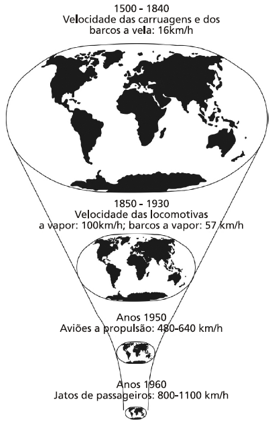 1500 - 1840
Velocidade das carruagens e dos
barcos a vela: 16km/h
1850 - 1930
Velocidade das locomotivas
a vapor: 100km/h; barcos a vapor: 57 km/h
Anos 1950
Aviões a propulsão: 480-640 km/h
Anos 1960
Jatos de passageiros: 800-1100 km/h